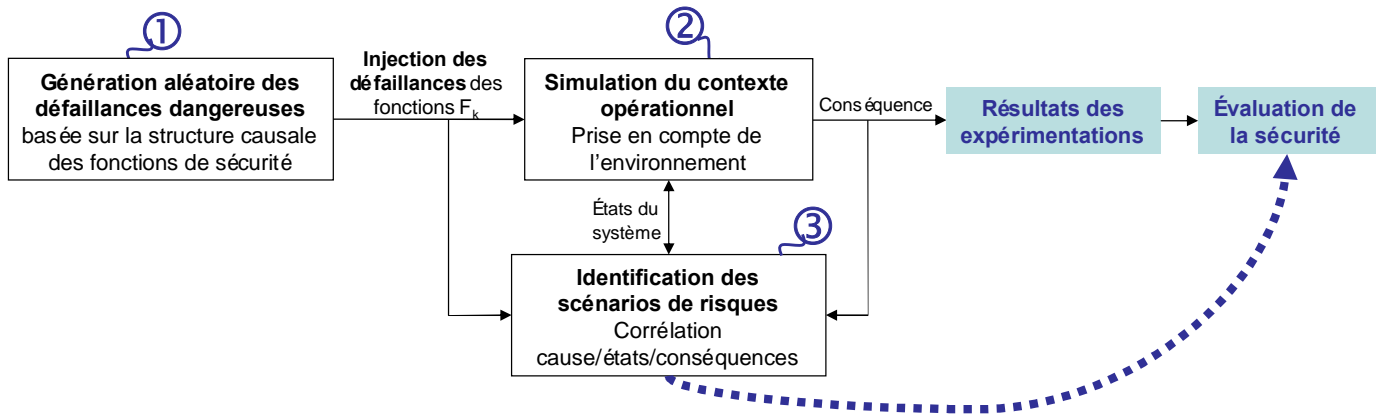 ①
Génération aléatoire des
défaillances dangereuses
basée sur la structure causale
des fonctions de sécurité
Injection des
défaillances des
fonctions Fk
②
Simulation du contexte
opérationnel
Prise en compte de
l'environnement
Conséquence
Résultats des
expérimentations
Évaluation de
la sécurité
États du
système
③
Identification des
scénarios de risques
Corrélation
cause/états/conséquences